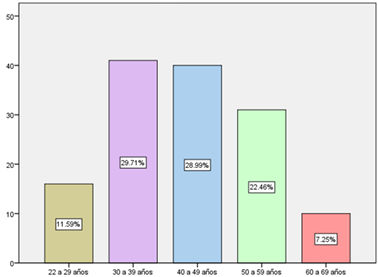 50
40
30
20
10
0
11.59%
29.71%
28.99%
22.46%
7.25%
22 a 29 años
30 a 39 años
40 a 49 años
50 a 59 años
60 a 69 años